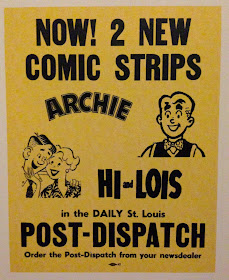 NOW! 2 NEW
COMIC STRIPS
ARCHIE
HI and LOIS
in the DAILY St. Louis
POST-DISPATCH
Order the Post-Dispatch from your newsdealer